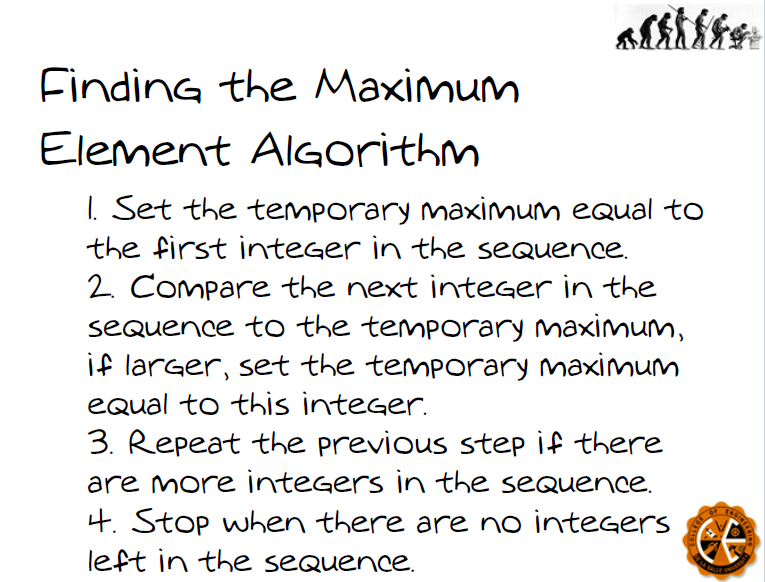 Finding the Maximum
Element Algorithm
1. Set the temporary maximum equal to
the first integer in the sequence.
2. Compare the next integer in the
sequence to the temporary maximum,
if larger, set the temporary maximum
equal to this integer.
3. Repeat the previous step if there
are more integers in the sequence.
4. Stop when there are no integers
left in the sequence.
COLLEGE OF ENGINEERING
LA SALLE UNIVERSITY